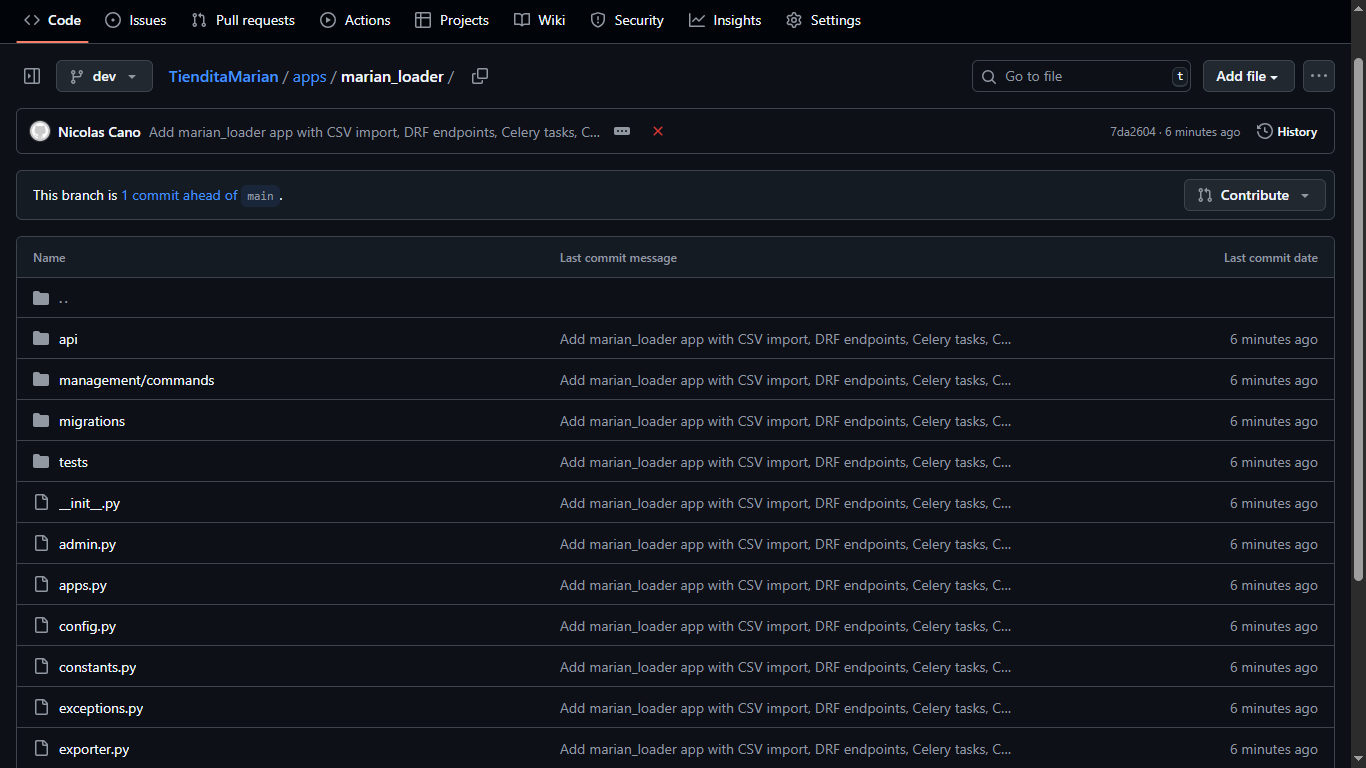 Code Issues Pull requests Actions Projects Wiki Security Insights Settings
dev TienditaMarian / apps / marian_loader / Go to file t Add file
Nicolas Cano Add marian_loader app with CSV import, DRF endpoints, Celery tasks, C... 7da2604 · 6 minutes ago History
This branch is 1 commit ahead of main . Contribute
Name Last commit message Last commit date
..
api Add marian_loader app with CSV import, DRF endpoints, Celery tasks, C... 6 minutes ago
management/commands Add marian_loader app with CSV import, DRF endpoints, Celery tasks, C... 6 minutes ago
migrations Add marian_loader app with CSV import, DRF endpoints, Celery tasks, C... 6 minutes ago
tests Add marian_loader app with CSV import, DRF endpoints, Celery tasks, C... 6 minutes ago
__init__.py Add marian_loader app with CSV import, DRF endpoints, Celery tasks, C... 6 minutes ago
admin.py Add marian_loader app with CSV import, DRF endpoints, Celery tasks, C... 6 minutes ago
apps.py Add marian_loader app with CSV import, DRF endpoints, Celery tasks, C... 6 minutes ago
config.py Add marian_loader app with CSV import, DRF endpoints, Celery tasks, C... 6 minutes ago
constants.py Add marian_loader app with CSV import, DRF endpoints, Celery tasks, C... 6 minutes ago
exceptions.py Add marian_loader app with CSV import, DRF endpoints, Celery tasks, C... 6 minutes ago
exporter.py Add marian_loader app with CSV import, DRF endpoints, Celery tasks, C... 6 minutes ago